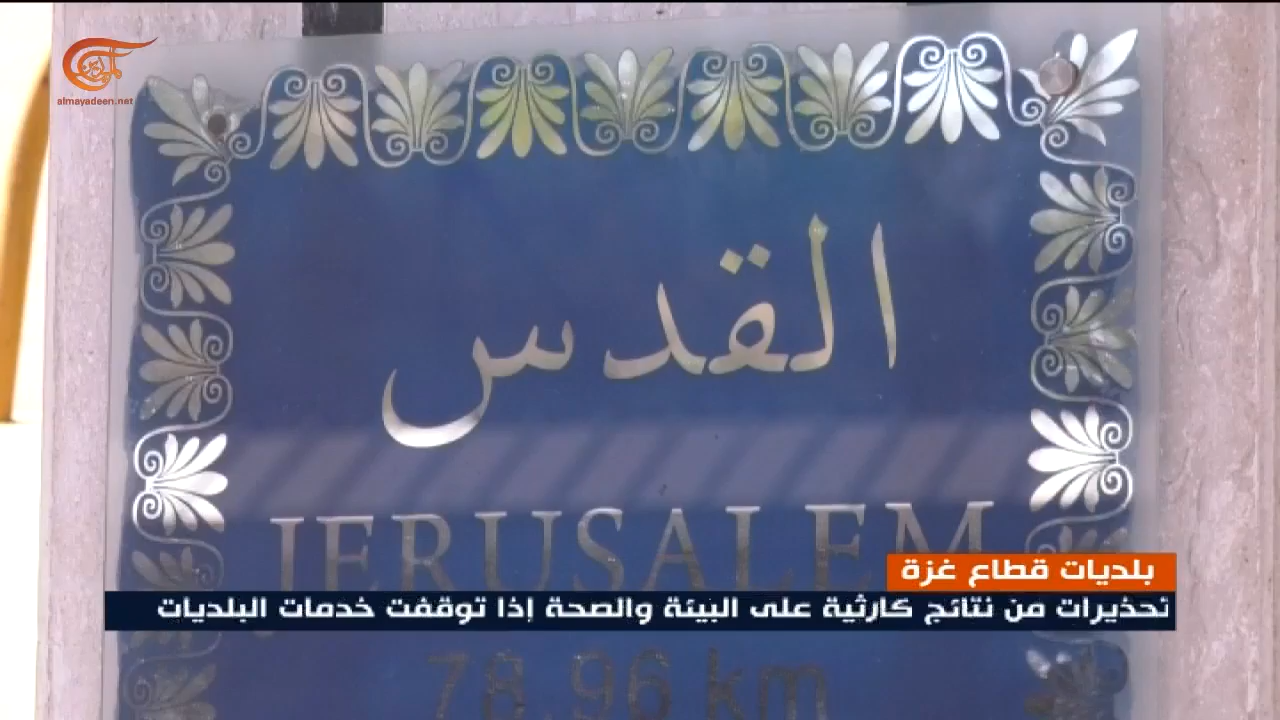 almayadeen.net
القدس
JERUSALEM
بلديات قطاع غزة
تحذيرات من نتائج كارثية على البيئة والصحة إذا توقفت خدمات البلديات
78.96 km